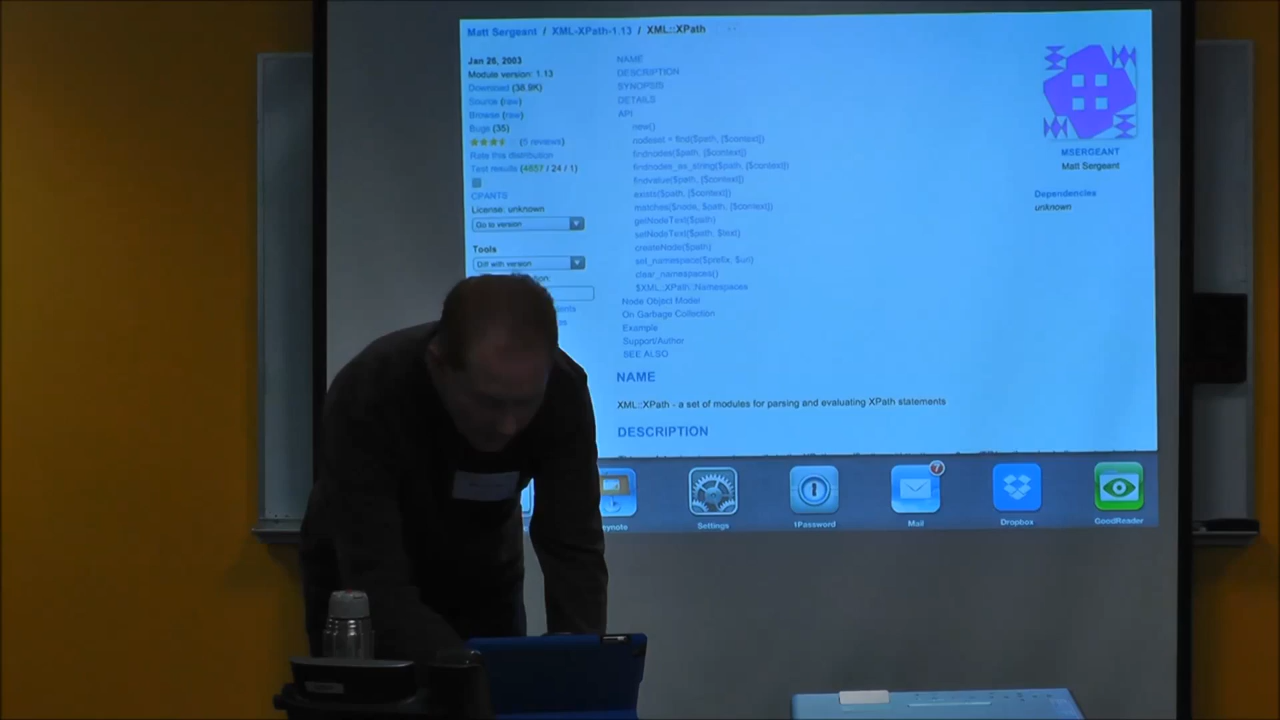 Matt Sergeant / XML-XPath-1.13 / XML::XPath
Jan 26, 2003
Module version: 1.13
Download (38.9K)
Source (raw)
Browse (raw)
Bugs (35)
(5 reviews)
Rate this distribution
Test results (4657 / 24 / 1)
CPANTS
License: unknown
Go to version
Tools
Diff with version
NAME
DESCRIPTION
SYNOPSIS
DETAILS
API
new()
nodeset = find($path, [$context])
findnodes($path, [$context])
findnodes_as_string($path, [$context])
findvalue($path, [$context])
exists($path, [$context])
matches($node, $path, [$context])
getNodeText($path)
setNodeText($path, $text)
createNode($path)
set_namespace($prefix, $uri)
clear_namespaces()
$XML::XPath::Namespaces
Node Object Model
On Garbage Collection
Example
Support/Author
SEE ALSO
NAME
XML::XPath - a set of modules for parsing and evaluating XPath statements
DESCRIPTION
MSERGEANT
Matt Sergeant
Dependencies
unknown
eynote
Settings
1Password
7
Mail
Dropbox
GoodReader